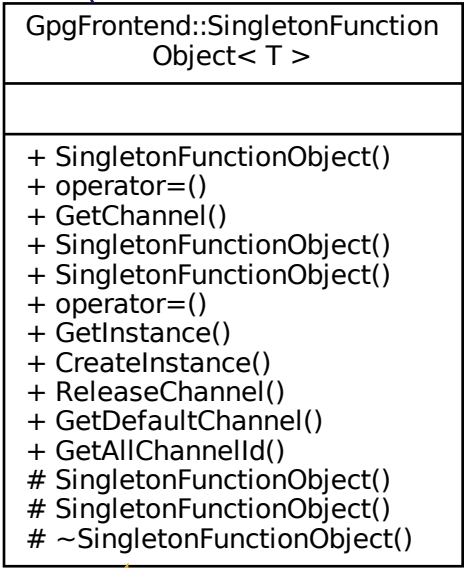 GpgFrontend::SingletonFunction
Object< T >
+ SingletonFunctionObject()
+ operator=()
+ GetChannel()
+ SingletonFunctionObject()
+ SingletonFunctionObject()
+ operator=()
+ GetInstance()
+ CreateInstance()
+ ReleaseChannel()
+ GetDefaultChannel()
+ GetAllChannelId()
# SingletonFunctionObject()
# SingletonFunctionObject()
# ~SingletonFunctionObject()